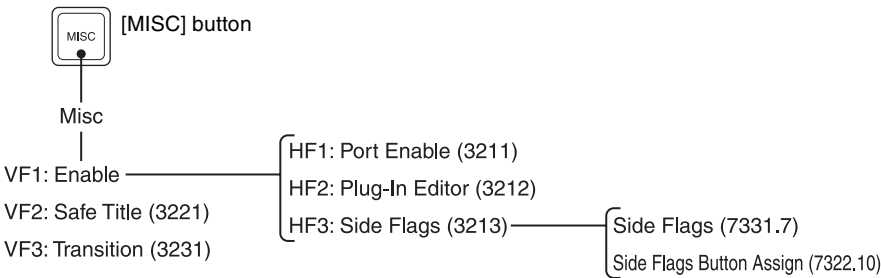 MISC
[MISC] button
Misc
VF1: Enable
VF2: Safe Title (3221)
VF3: Transition (3231)
HF1: Port Enable (3211)
HF2: Plug-In Editor (3212)
HF3: Side Flags (3213)
Side Flags (7331.7)
Side Flags Button Assign (7322.10)